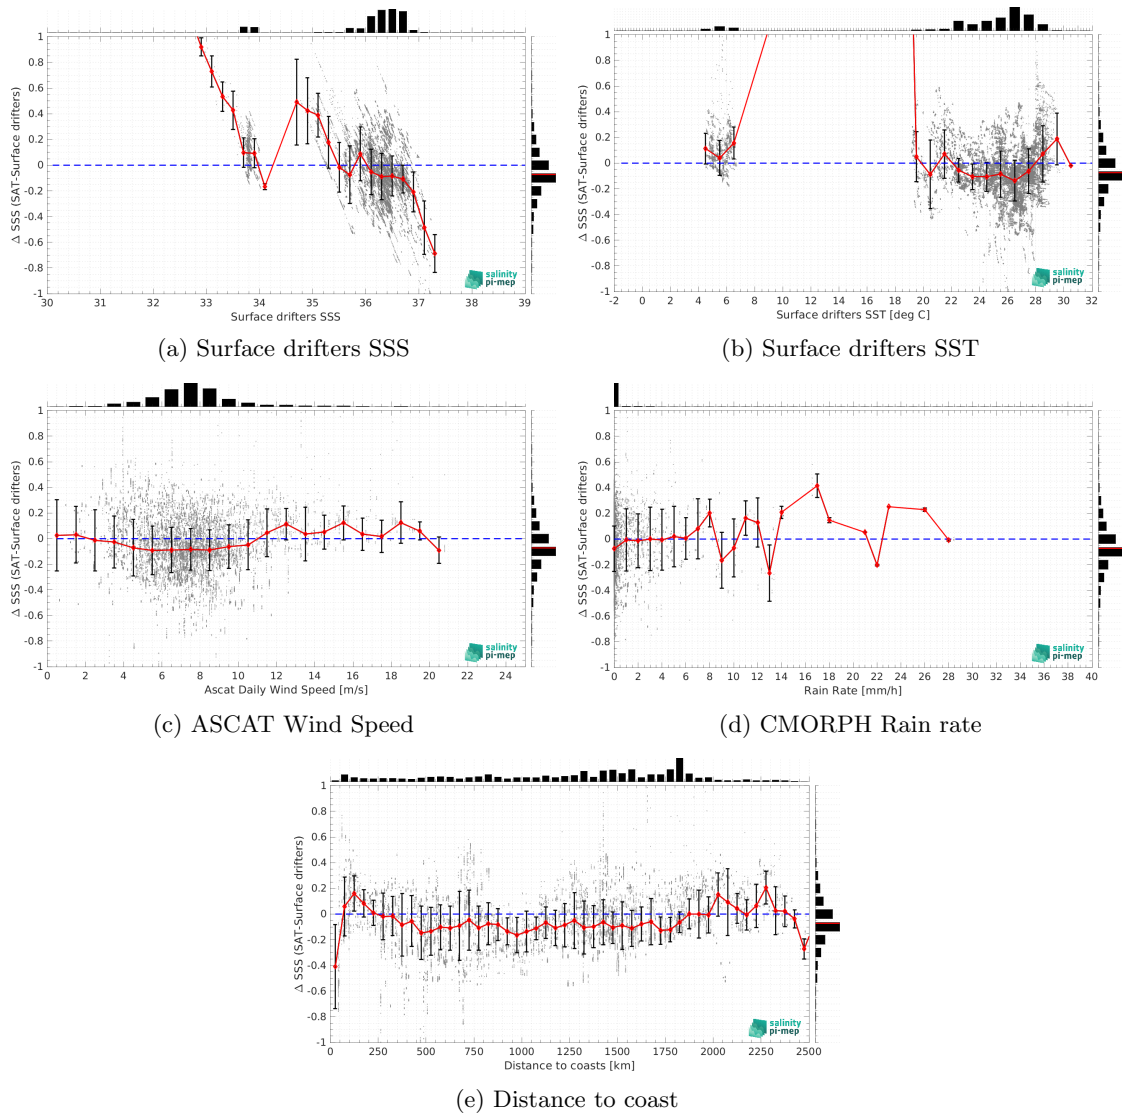 1
0.8
0.6
0.4
0.2
0
-0.2
-0.4
-0.6
-0.8
-1
Δ SSS (SAT-Surface drifters)
salinity
pi-mep
30 31 32 33 34 35 36 37 38 39
Surface drifters SSS
(a) Surface drifters SSS
1
0.8
0.6
0.4
0.2
0
-0.2
-0.4
-0.6
-0.8
-1
Δ SSS (SAT-Surface drifters)
salinity
pi-mep
-2 0 2 4 6 8 10 12 14 16 18 20 22 24 26 28 30 32
Surface drifters SST [deg C]
(b) Surface drifters SST
1
0.8
0.6
0.4
0.2
0
-0.2
-0.4
-0.6
-0.8
-1
Δ SSS (SAT-Surface drifters)
salinity
pi-mep
0 2 4 6 8 10 12 14 16 18 20 22 24
Ascat Daily Wind Speed [m/s]
(c) ASCAT Wind Speed
1
0.8
0.6
0.4
0.2
0
-0.2
-0.4
-0.6
-0.8
-1
Δ SSS (SAT-Surface drifters)
salinity
pi-mep
0 2 4 6 8 10 12 14 16 18 20 22 24 26 28 30 32 34 36 38 40
Rain Rate [mm/h]
(d) CMORPH Rain rate
1
0.8
0.6
0.4
0.2
0
-0.2
-0.4
-0.6
-0.8
-1
Δ SSS (SAT-Surface drifters)
salinity
pi-mep
0 250 500 750 1000 1250 1500 1750 2000 2250 2500
Distance to coasts [km]
(e) Distance to coast